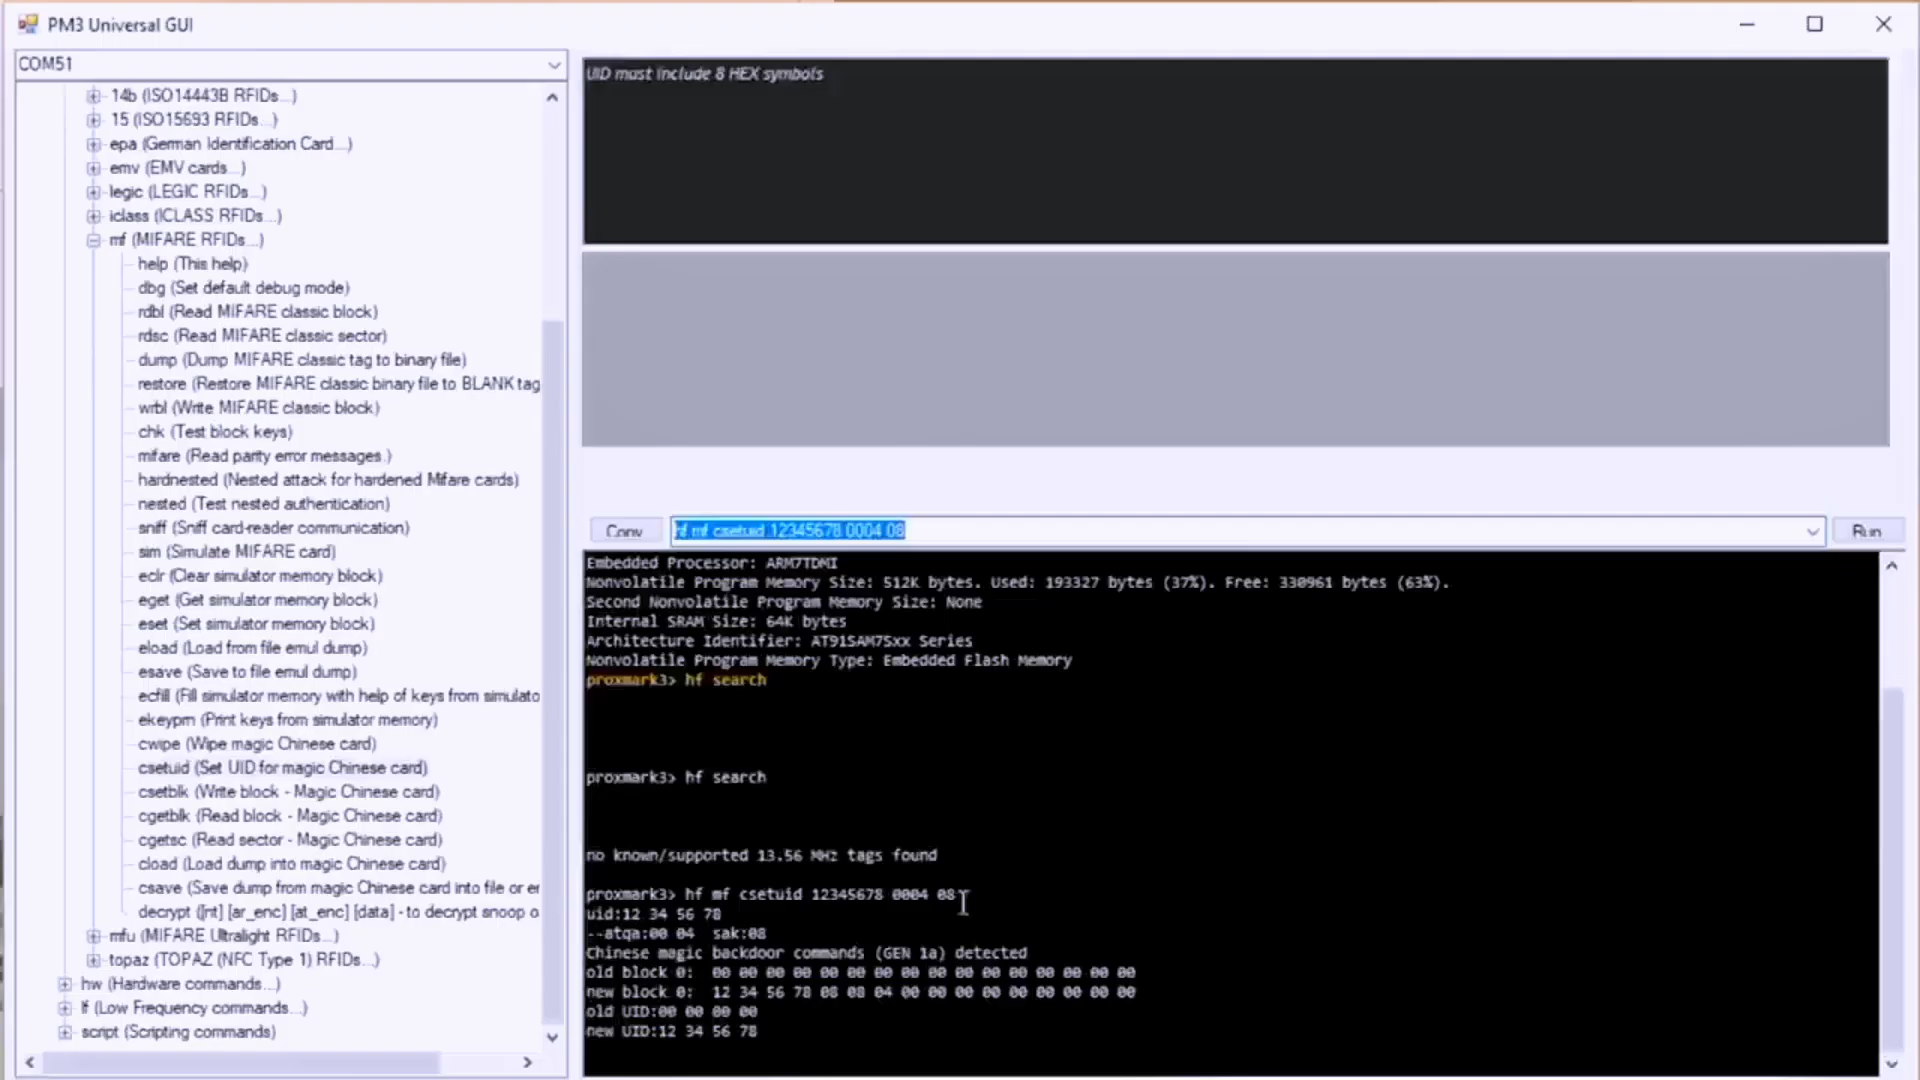 PM3 Universal GUI
COM51
14b (ISO14443B RFIDs...)
15 (ISO15693 RFIDs...)
epa (German Identification Card...)
emv (EMV cards...)
legic (LEGIC RFIDs...)
iclass (ICLASS RFIDs...)
mf (MIFARE RFIDs...)
help (This help)
dbg (Set default debug mode)
rdbl (Read MIFARE classic block)
rdsc (Read MIFARE classic sector)
dump (Dump MIFARE classic tag to binary file)
restore (Restore MIFARE classic binary file to BLANK tag
wrbl (Write MIFARE classic block)
chk (Test block keys)
mifare (Read parity error messages.)
hardnested (Nested attack for hardened Mifare cards)
nested (Test nested authentication)
sniff (Sniff card-reader communication)
sim (Simulate MIFARE card)
eclr (Clear simulator memory block)
eget (Get simulator memory block)
eset (Set simulator memory block)
eload (Load from file emul dump)
esave (Save to file emul dump)
ecfill (Fill simulator memory with help of keys from simulato
ekeyprn (Print keys from simulator memory)
cwipe (Wipe magic Chinese card)
csetuid (Set UID for magic Chinese card)
csetblk (Write block - Magic Chinese card)
cgetblk (Read block - Magic Chinese card)
cgetsc (Read sector - Magic Chinese card)
cload (Load dump into magic Chinese card)
csave (Save dump from magic Chinese card into file or er
decrypt ([nt] [ar_enc] [at_enc] [data] - to decrypt snoop o
mfu (MIFARE Ultralight RFIDs...)
topaz (TOPAZ (NFC Type 1) RFIDs...)
hw (Hardware commands...)
lf (Low Frequency commands...)
script (Scripting commands)
UID must include 8 HEX symbols
Copy
hf mf csetuid 12345678 0004 08
Run
Embedded Processor: ARM7TDMI
Nonvolatile Program Memory Size: 512K bytes. Used: 193327 bytes (37%). Free: 330961 bytes (63%).
Second Nonvolatile Program Memory Size: None
Internal SRAM Size: 64K bytes
Architecture Identifier: AT91SAM7Sxx Series
Nonvolatile Program Memory Type: Embedded Flash Memory
proxmark3> hf search
proxmark3> hf search
no known/supported 13.56 MHz tags found
proxmark3> hf mf csetuid 12345678 0004 08
uid:12 34 56 78
--atqa:00 04 sak:08
Chinese magic backdoor commands (GEN 1a) detected
old block 0: 00 00 00 00 00 00 00 00 00 00 00 00 00 00 00 00
new block 0: 12 34 56 78 08 08 04 00 00 00 00 00 00 00 00 00
old UID:00 00 00 00
new UID:12 34 56 78